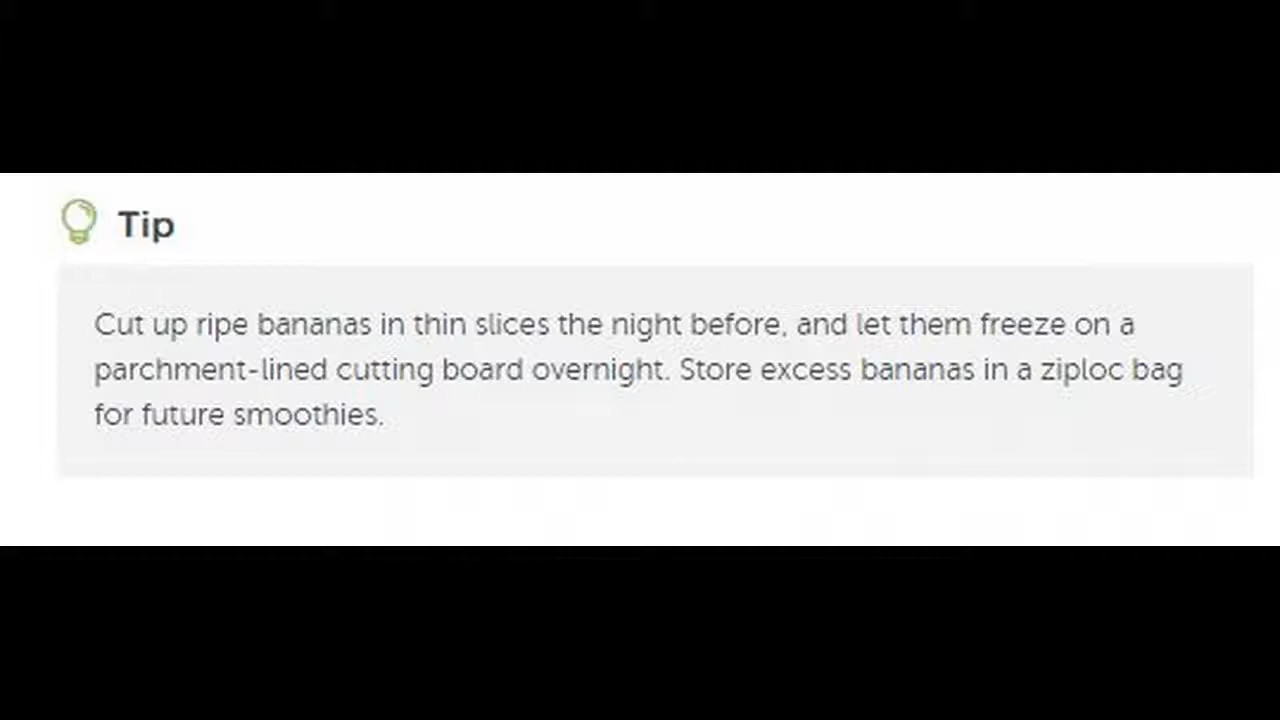 Tip
Cut up ripe bananas in thin slices the night before, and let them freeze on a
parchment-lined cutting board overnight. Store excess bananas in a ziploc bag
for future smoothies.